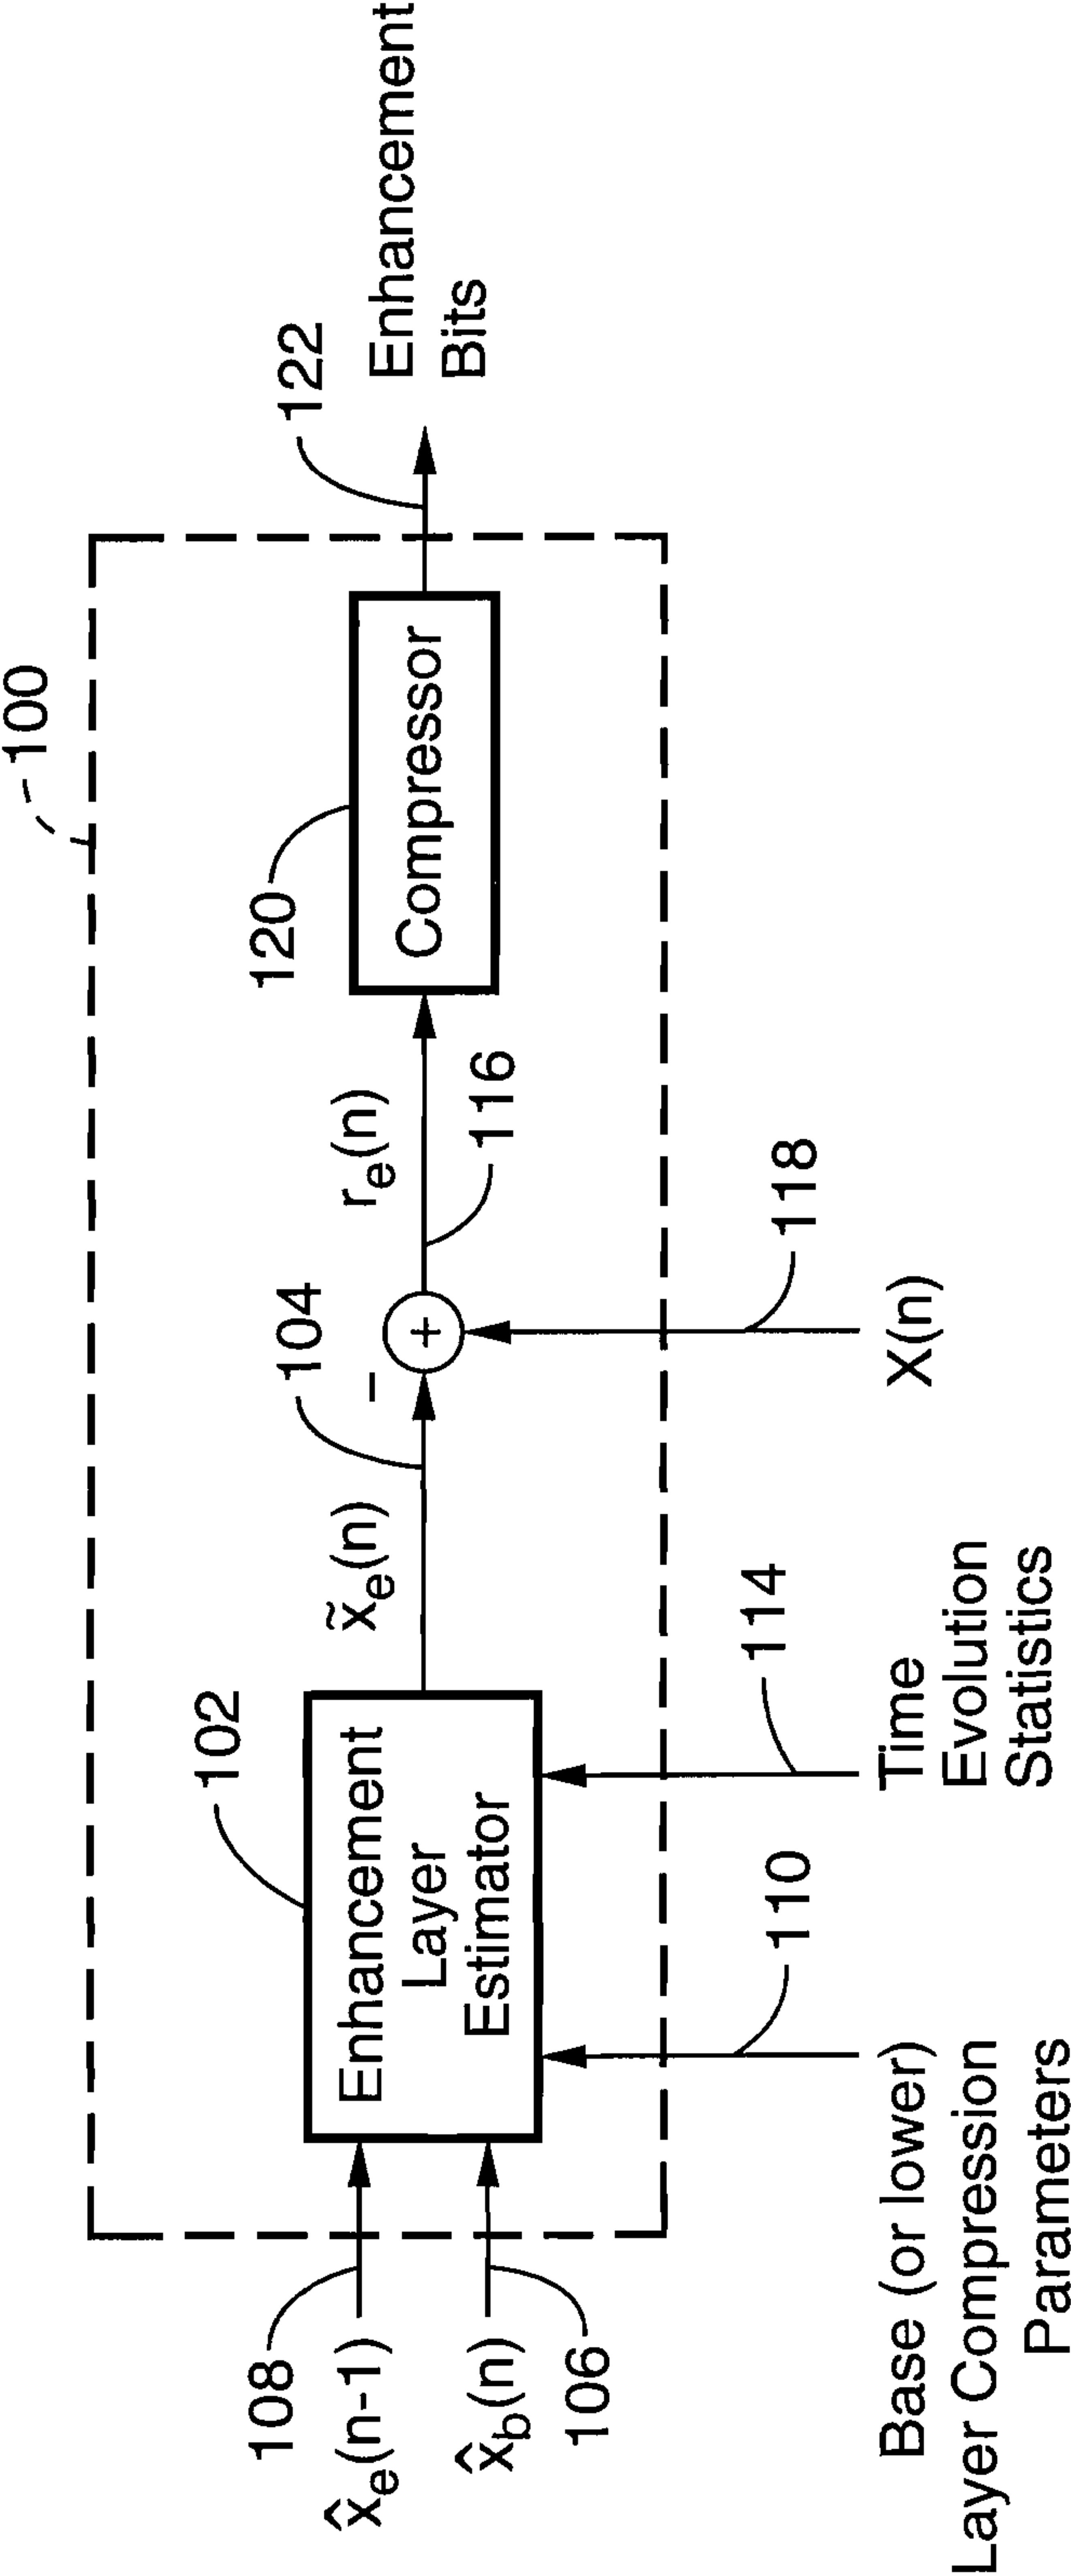 100
102
Enhancement
Layer
Estimator
108
x̂e(n-1)
x̂b(n)
106
x̃e(n)
104
–
+
re(n)
116
120
Compressor
122
Enhancement
Bits
110
Base (or lower)
Layer Compression
Parameters
114
Time
Evolution
Statistics
118
X(n)